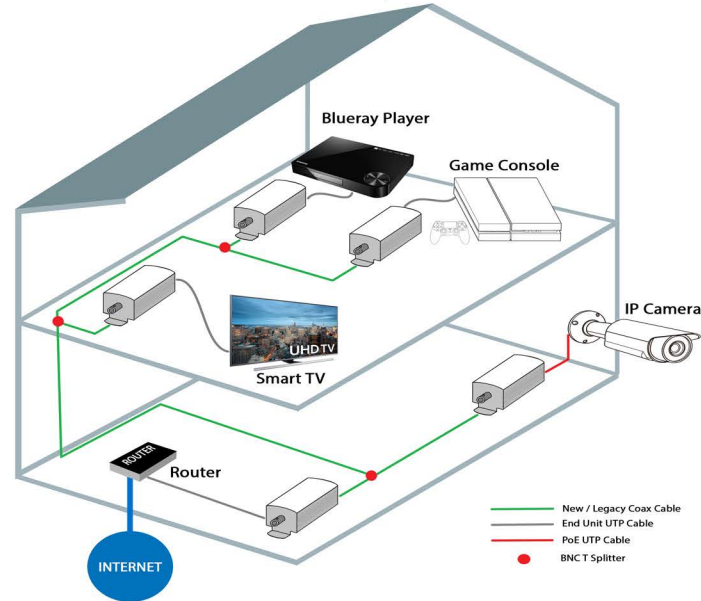 Blueray Player
Game Console
IP Camera
UHD TV
Smart TV
ROUTER
Router
INTERNET
New / Legacy Coax Cable
End Unit UTP Cable
PoE UTP Cable
BNC T Splitter